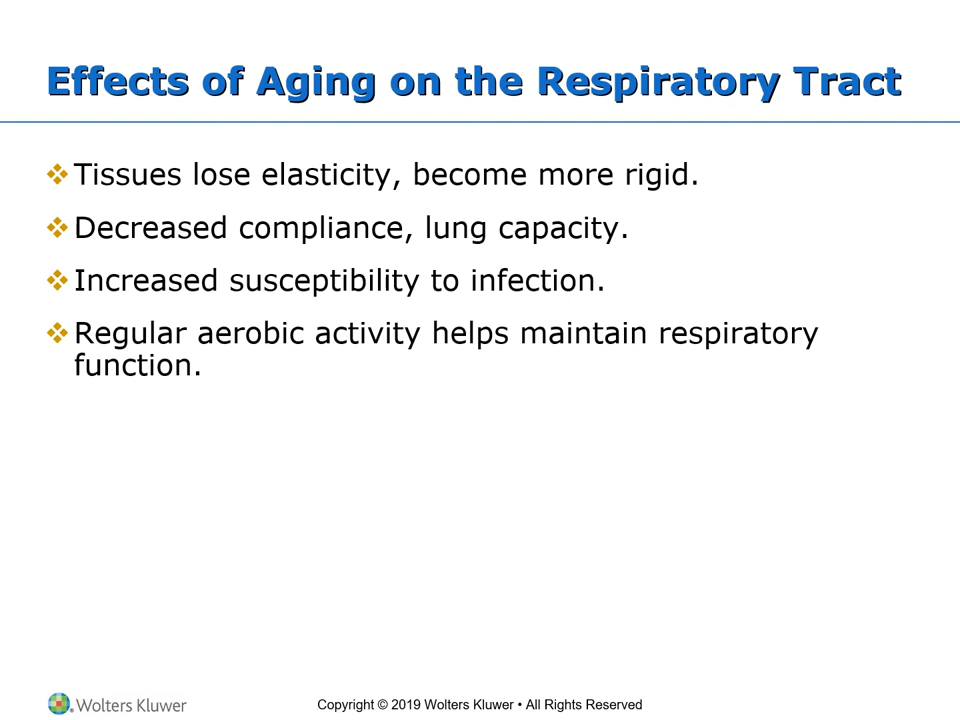 Effects of Aging on the Respiratory Tract
❖Tissues lose elasticity, become more rigid.
❖Decreased compliance, lung capacity.
❖Increased susceptibility to infection.
❖Regular aerobic activity helps maintain respiratory
function.
Wolters Kluwer
Copyright © 2019 Wolters Kluwer • All Rights Reserved